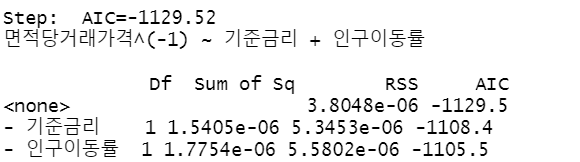 Step:  AIC=-1129.52
면적당거래가격^(-1) ~ 기준금리 + 인구이동률
Df  Sum of Sq        RSS     AIC
<none>                    3.8048e-06 -1129.5
- 기준금리    1 1.5405e-06 5.3453e-06 -1108.4
- 인구이동률  1 1.7754e-06 5.5802e-06 -1105.5